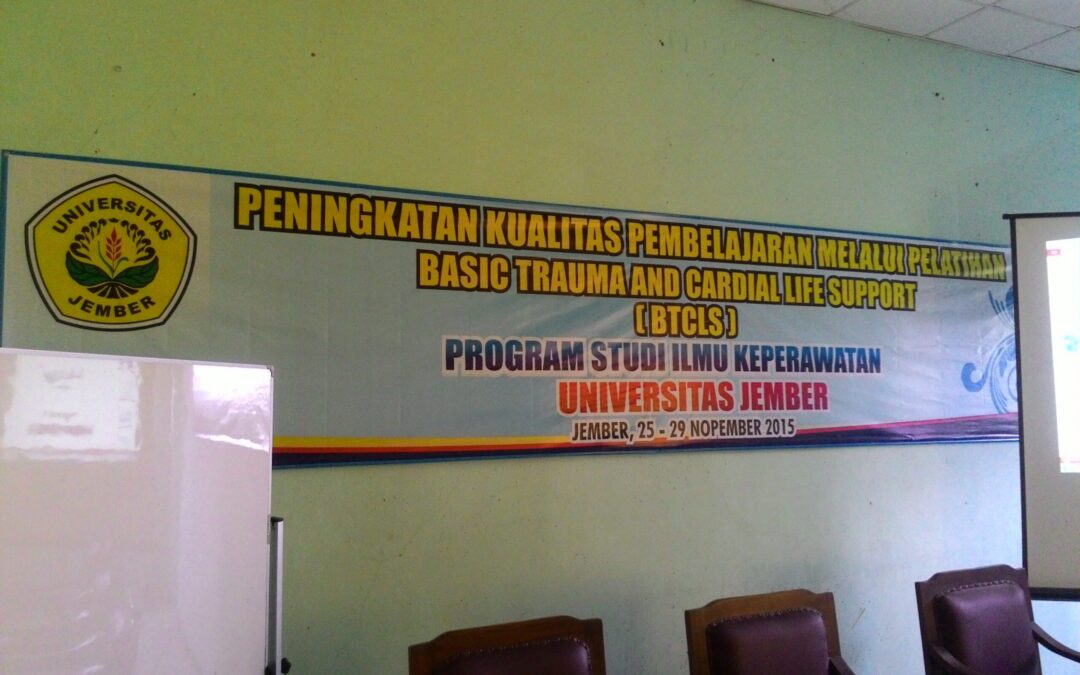 UNIVERSITAS
JEMBER
PENINGKATAN KUALITAS PEMBELAJARAN MELALUI PELATIHAN
BASIC TRAUMA AND CARDIAL LIFE SUPPORT
( BTCLS )
PROGRAM STUDI ILMU KEPERAWATAN
UNIVERSITAS JEMBER
JEMBER, 25 - 29 NOPEMBER 2015